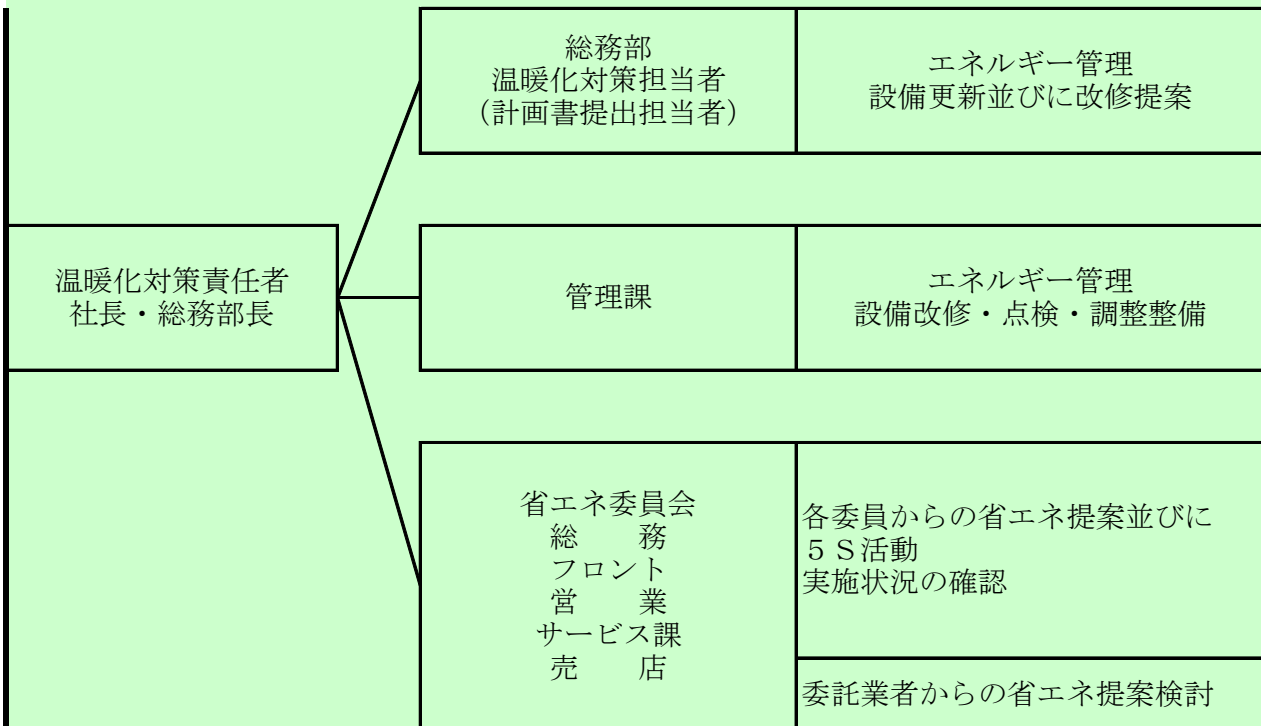 総務部
温暖化対策担当者
（計画書提出担当者）
エネルギー管理
設備更新並びに改修提案
温暖化対策責任者
社長・総務部長
管理課
エネルギー管理
設備改修・点検・調整整備
省エネ委員会
総　　務
フロント
営　　業
サービス課
売　　店
各委員からの省エネ提案並びに
５Ｓ活動
実施状況の確認
委託業者からの省エネ提案検討